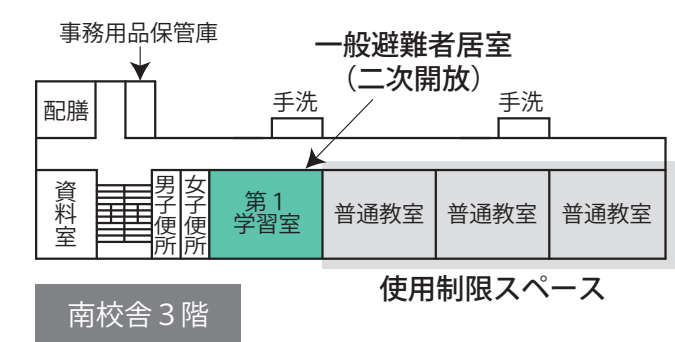 事務用品保管庫
一般避難者居室
（二次開放）
配膳
手洗
手洗
資料室
男子便所
女子便所
第１
学習室
普通教室
普通教室
普通教室
使用制限スペース
南校舎３階